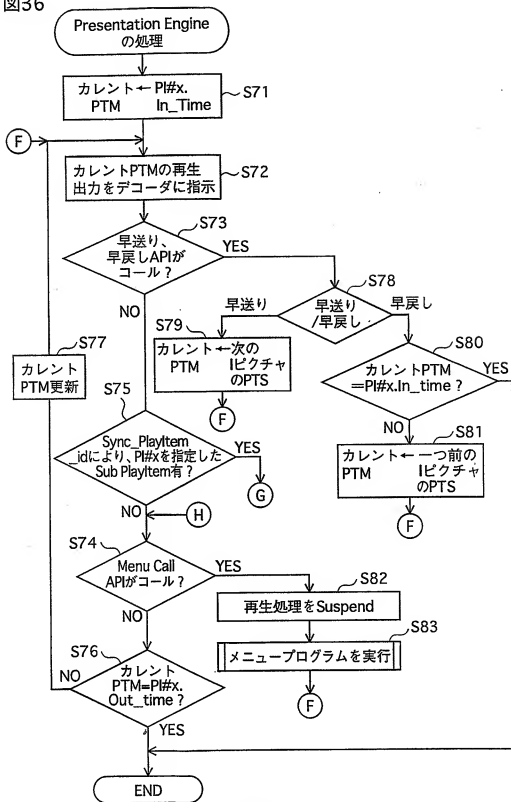 図36
Presentation Engine
の処理
カレント←PI#x.
PTM In_Time
S71
F
カレントPTMの再生
出力をデコーダに指示
S72
S73
早送り、
早戻しAPIが
コール?
YES
NO
S78
早送り
/早戻し
早送り
早戻し
S79
カレント←次の
PTM Iピクチャ
のPTS
F
S80
カレントPTM
=PI#x.In_time?
YES
NO
S81
カレント←一つ前の
PTM Iピクチャ
のPTS
F
S77
カレント
PTM更新
S75
Sync_PlayItem
_idにより、PI#xを指定した
Sub PlayItem有?
YES
G
NO
H
S74
Menu Call
APIがコール?
YES
NO
S82
再生処理をSuspend
S83
メニュープログラムを実行
F
S76
カレント
PTM=PI#x.
Out_time?
NO
YES
END